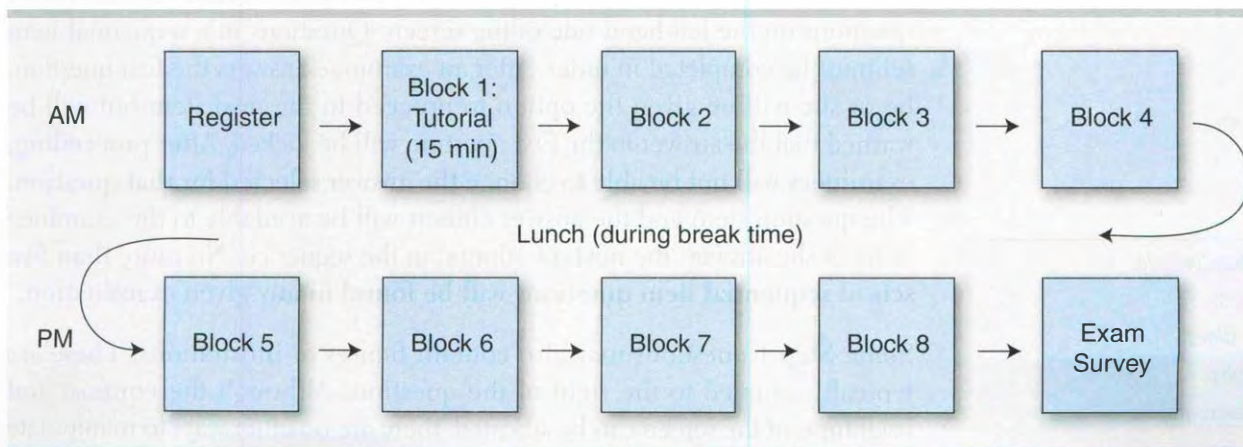 AM
Register
Block 1:
Tutorial
(15 min)
Block 2
Block 3
Block 4
Lunch (during break time)
PM
Block 5
Block 6
Block 7
Block 8
Exam
Survey